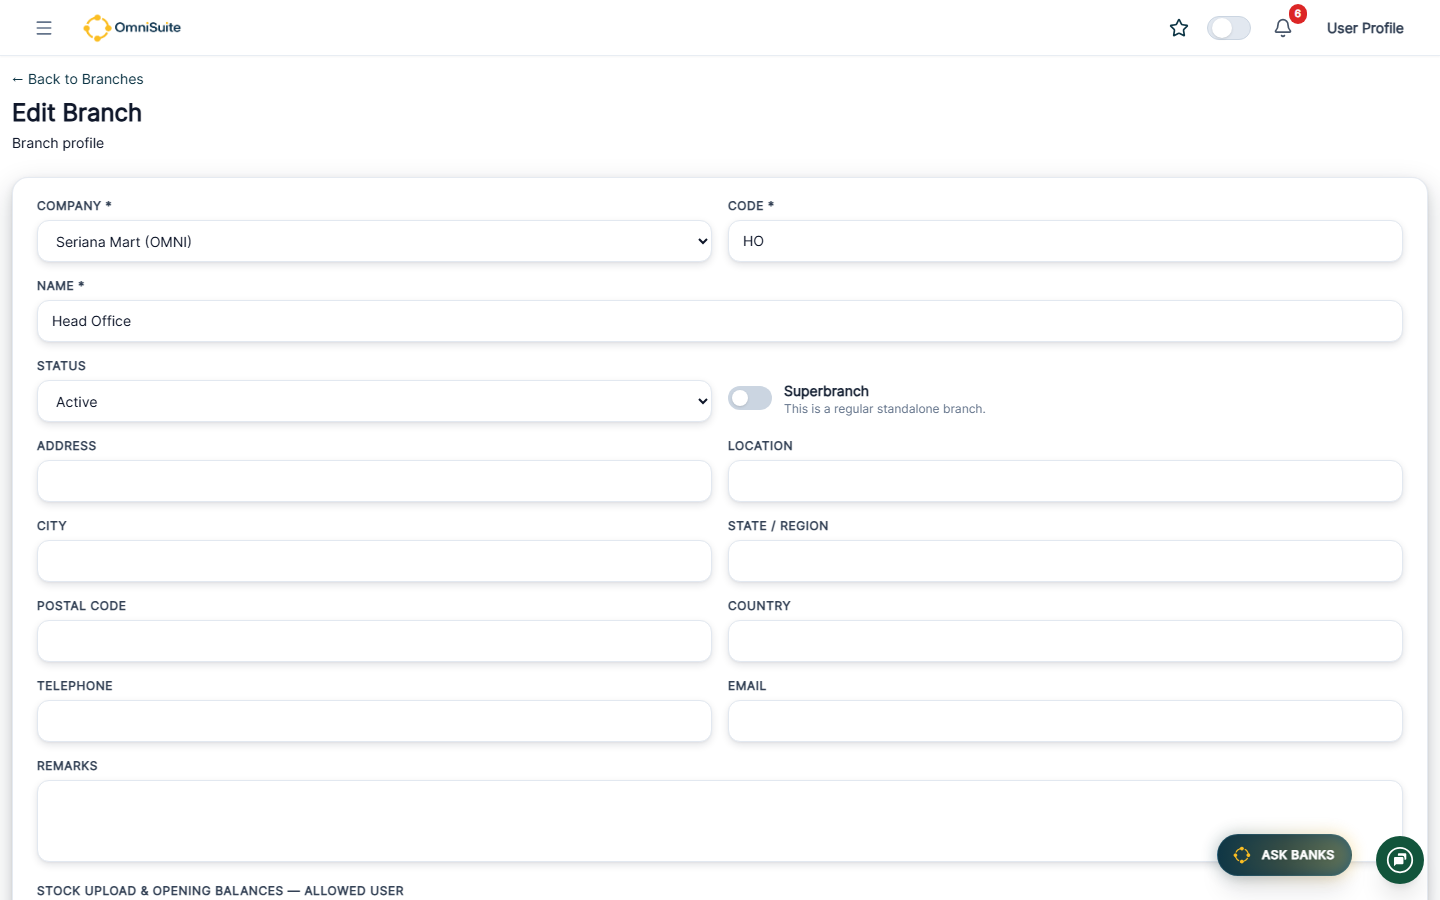 OmniSuite
6
User Profile
← Back to Branches
Edit Branch
Branch profile
COMPANY *
CODE *
Seriana Mart (OMNI)
HO
NAME *
Head Office
STATUS
Active
Superbranch
This is a regular standalone branch.
ADDRESS
LOCATION
CITY
STATE / REGION
POSTAL CODE
COUNTRY
TELEPHONE
EMAIL
REMARKS
ASK BANKS
STOCK UPLOAD & OPENING BALANCES — ALLOWED USER